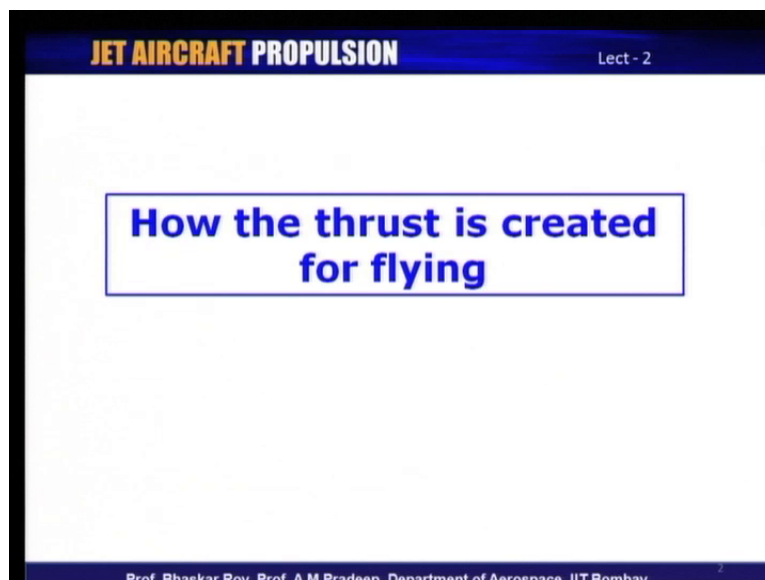 JET AIRCRAFT PROPULSION
Lect - 2
How the thrust is created
for flying
Prof. Bhaskar Roy, Prof. A M Pradeep, Department of Aerospace, IIT Bombay
2